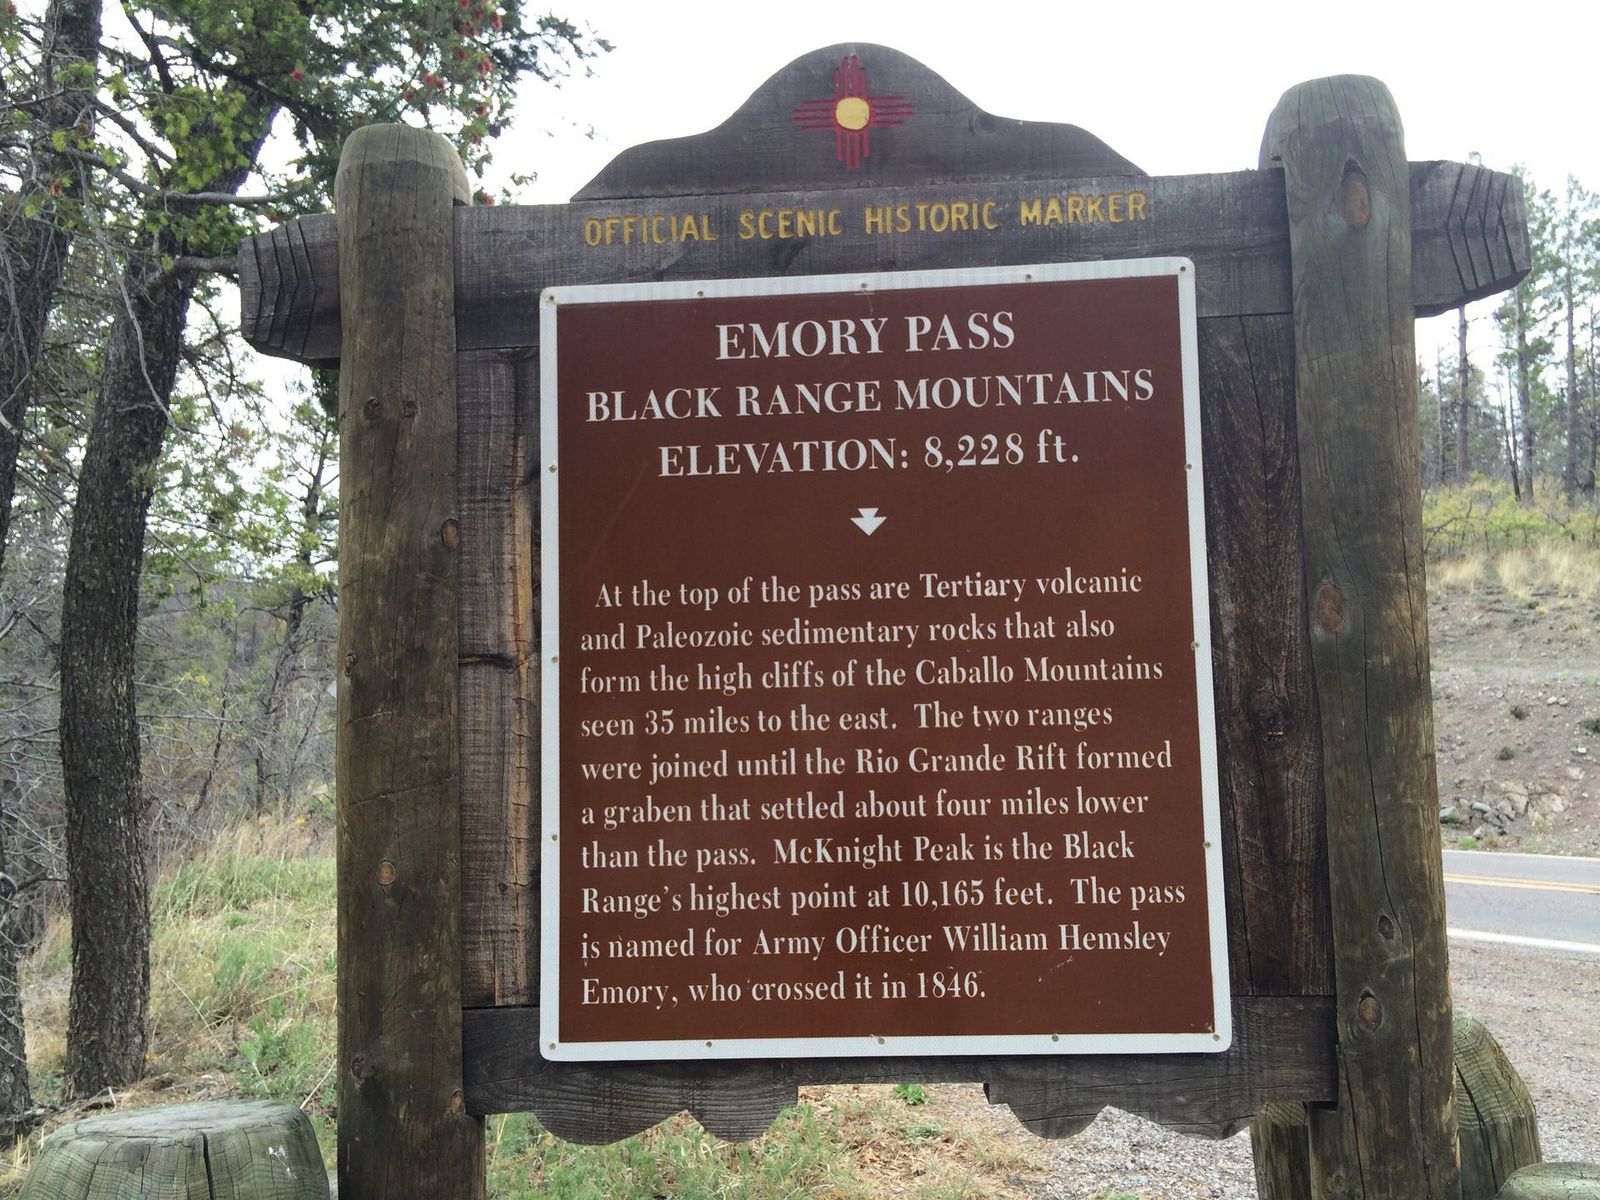 OFFICIAL SCENIC HISTORIC MARKER
EMORY PASS
BLACK RANGE MOUNTAINS
ELEVATION: 8,228 ft.
At the top of the pass are Tertiary volcanic
and Paleozoic sedimentary rocks that also
form the high cliffs of the Caballo Mountains
seen 35 miles to the east. The two ranges
were joined until the Rio Grande Rift formed
a graben that settled about four miles lower
than the pass. McKnight Peak is the Black
Range's highest point at 10,165 feet. The pass
is named for Army Officer William Hemsley
Emory, who crossed it in 1846.